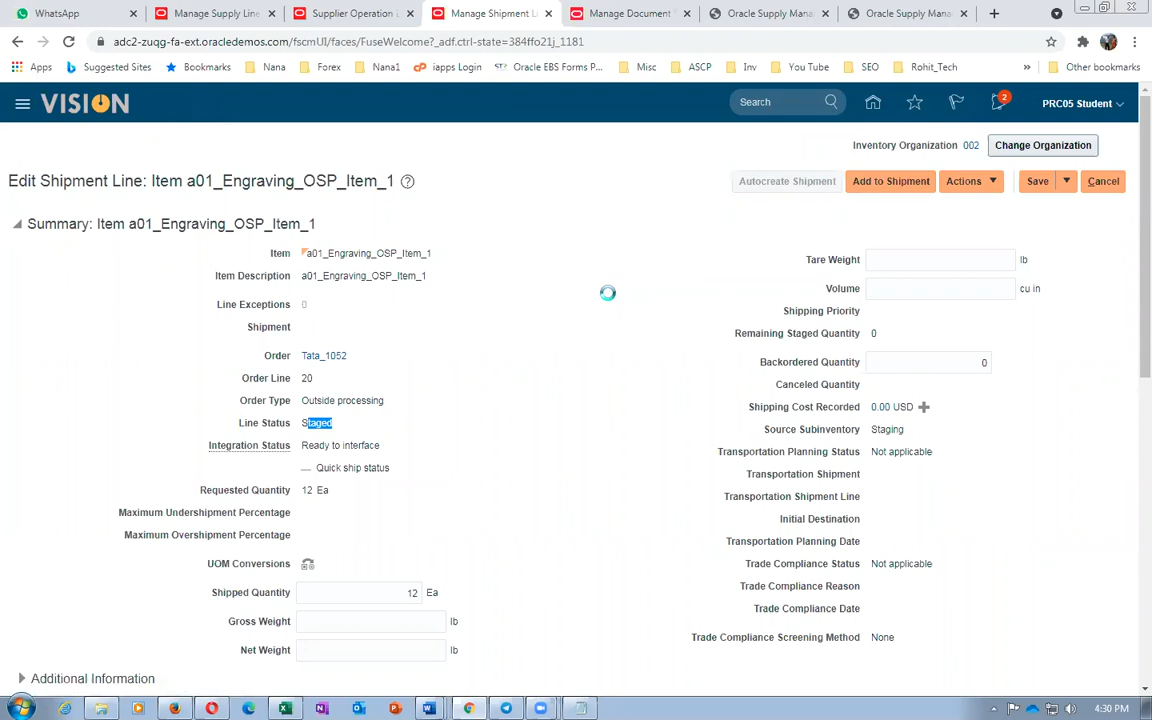 WhatsApp
Manage Supply Line
Supplier Operation I
Manage Shipment Li
Manage Document
Oracle Supply Mana
Oracle Supply Mana
adc2-zuqg-fa-ext.oracledemos.com/fscmUI/faces/FuseWelcome?_adf.ctrl-state=384ffo21j_1181
Apps Suggested Sites Bookmarks Nana Forex Nana1 iapps Login Oracle EBS Forms P... Misc ASCP Inv You Tube SEO Rohit_Tech » Other bookmarks
VISION Search 2 PRC05 Student
Inventory Organization 002 Change Organization
Edit Shipment Line: Item a01_Engraving_OSP_Item_1
Autocreate Shipment Add to Shipment Actions Save Cancel
Summary: Item a01_Engraving_OSP_Item_1
Item a01_Engraving_OSP_Item_1
Item Description a01_Engraving_OSP_Item_1
Line Exceptions 0
Shipment
Order Tata_1052
Order Line 20
Order Type Outside processing
Line Status Staged
Integration Status Ready to interface
Quick ship status
Requested Quantity 12 Ea
Maximum Undershipment Percentage
Maximum Overshipment Percentage
UOM Conversions
Shipped Quantity 12 Ea
Gross Weight lb
Net Weight lb
Tare Weight lb
Volume cu in
Shipping Priority
Remaining Staged Quantity 0
Backordered Quantity 0
Canceled Quantity
Shipping Cost Recorded 0.00 USD
Source Subinventory Staging
Transportation Planning Status Not applicable
Transportation Shipment
Transportation Shipment Line
Initial Destination
Transportation Planning Date
Trade Compliance Status Not applicable
Trade Compliance Reason
Trade Compliance Date
Trade Compliance Screening Method None
Additional Information
4:30 PM